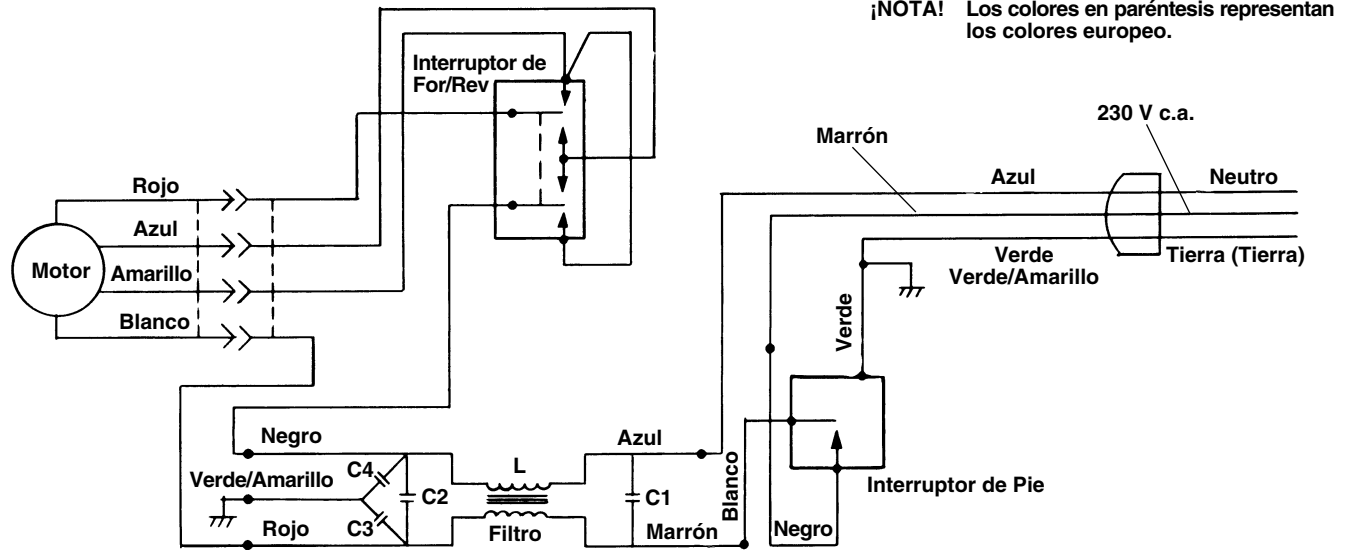 ¡NOTA! Los colores en paréntesis representan
los colores europeo.
Interruptor de
For/Rev
230 V c.a.
Marrón
Rojo
Azul
Neutro
Azul
Motor
Amarillo
Verde
Verde/Amarillo
Tierra (Tierra)
Blanco
Verde
Negro
Azul
L
C4
Verde/Amarillo
C2
C1
Blanco
Interruptor de Pie
C3
Rojo
Filtro
Marrón
Negro